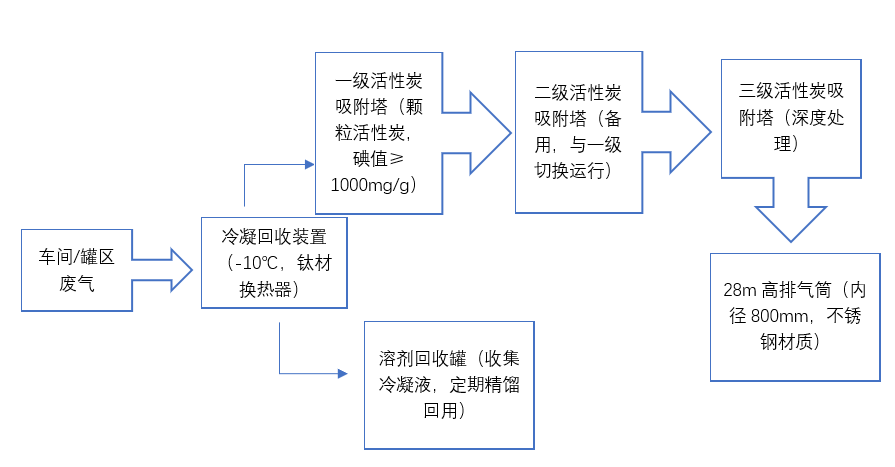 车间/罐区
废气
冷凝回收装置
（-10℃，钛材
换热器）
一级活性炭
吸附塔（颗
粒活性炭，
碘值≥
1000mg/g）
二级活性炭
吸附塔（备
用，与一级
切换运行）
三级活性炭吸
附塔（深度处
理）
28m 高排气筒（内
径 800mm，不锈
钢材质）
溶剂回收罐（收集
冷凝液，定期精馏
回用）